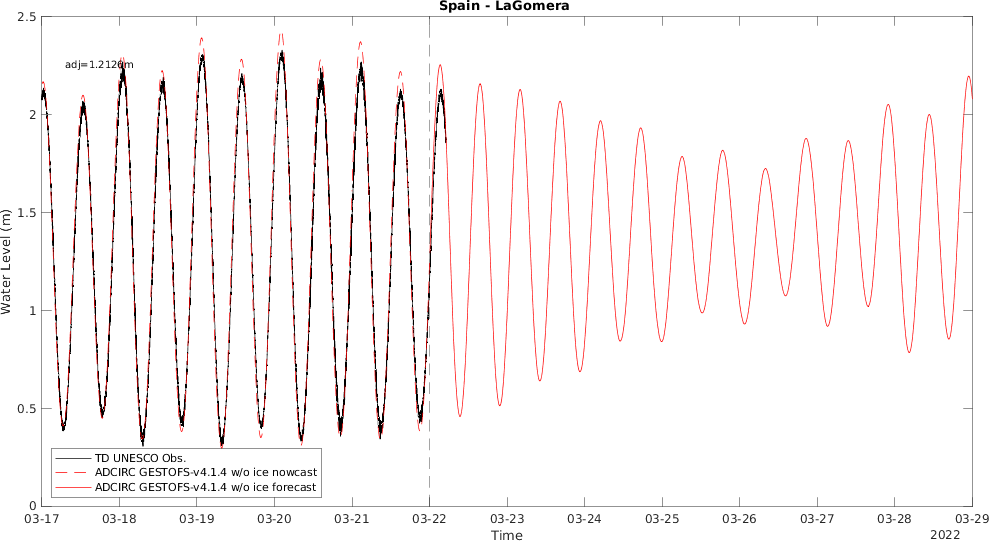 Spain - LaGomera
2.5
adj=1.2126m
2
1.5
Water Level (m)
1
0.5
TD UNESCO Obs.
ADCIRC GESTOFS-v4.1.4 w/o ice nowcast
ADCIRC GESTOFS-v4.1.4 w/o ice forecast
0
03-17 03-18 03-19 03-20 03-21 03-22 03-23 03-24 03-25 03-26 03-27 03-28 03-29
Time
2022